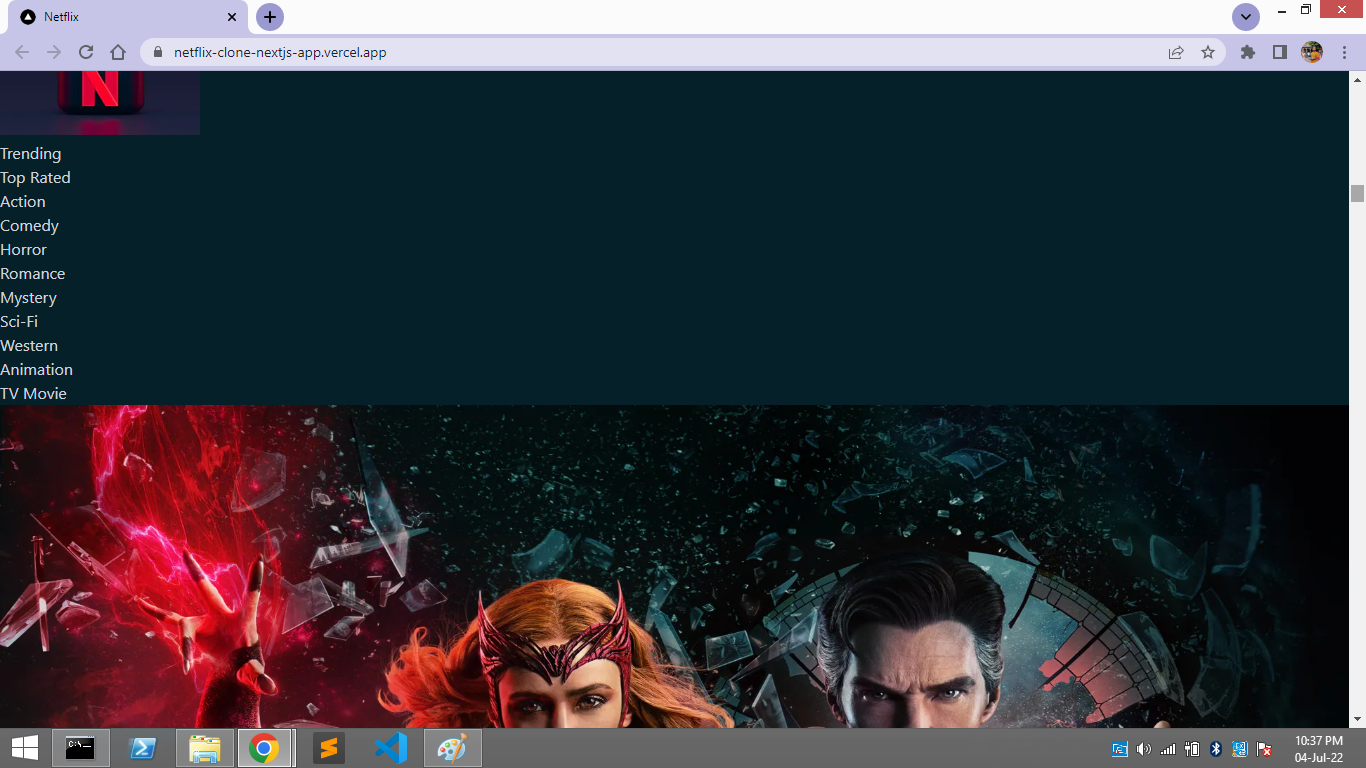 Netflix
netflix-clone-nextjs-app.vercel.app
N
Trending
Top Rated
Action
Comedy
Horror
Romance
Mystery
Sci-Fi
Western
Animation
TV Movie
C:\_
10:37 PM
04-Jul-22